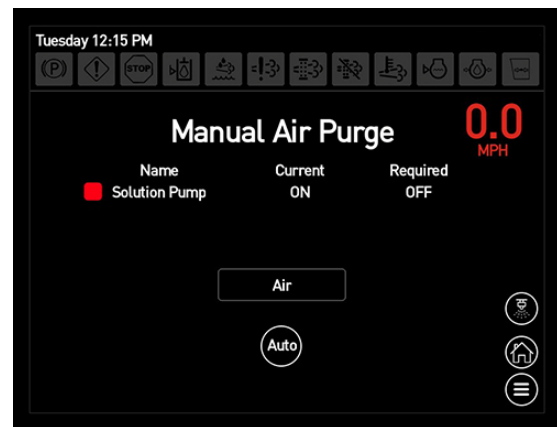 Tuesday 12:15 PM
(P) STOP
Manual Air Purge
0.0
MPH
Name Current Required
Solution Pump ON OFF
Air
Auto